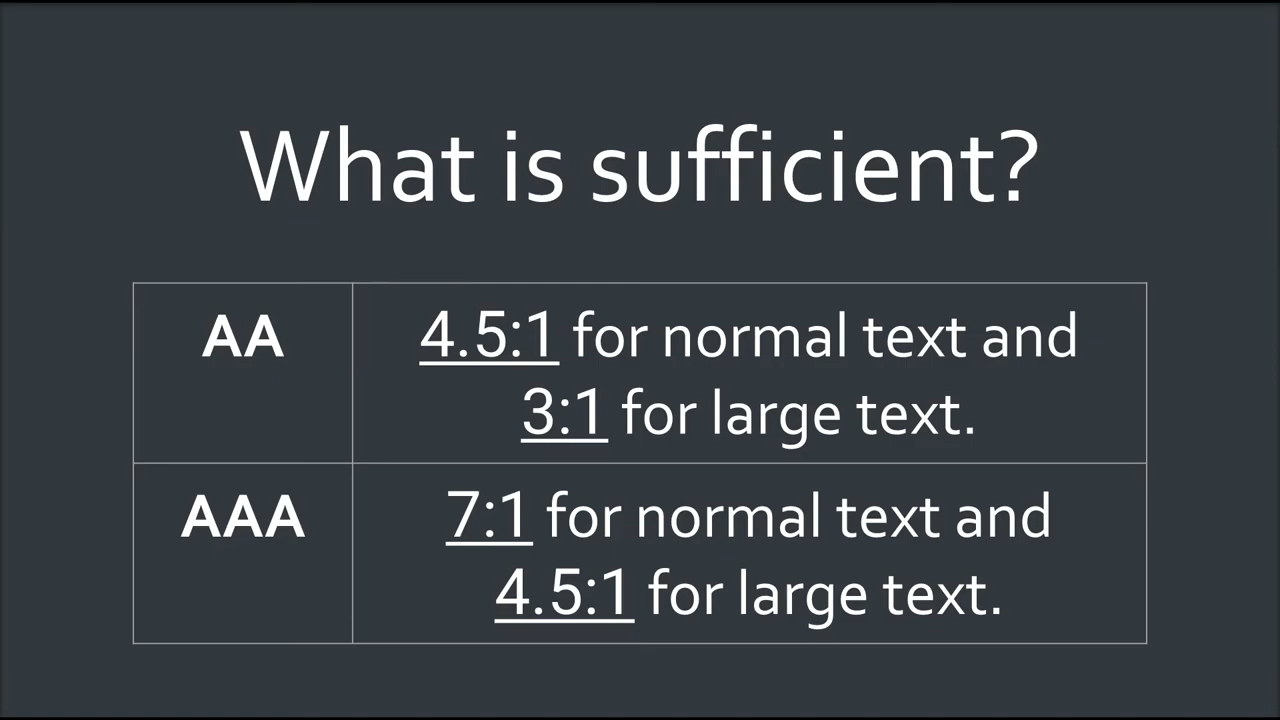 What is sufficient?
AA
4.5:1 for normal text and
3:1 for large text.
AAA
7:1 for normal text and
4.5:1 for large text.